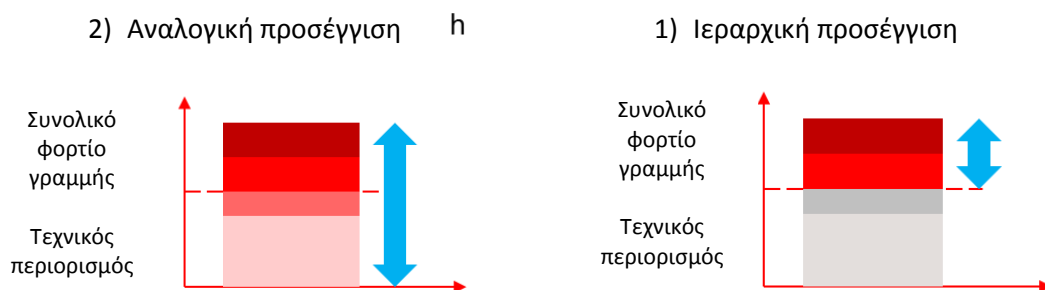 2) Αναλογική προσέγγιση
h
1) Ιεραρχική προσέγγιση
Συνολικό
φορτίο
γραμμής
Τεχνικός
περιορισμός
Συνολικό
φορτίο
γραμμής
Τεχνικός
περιορισμός